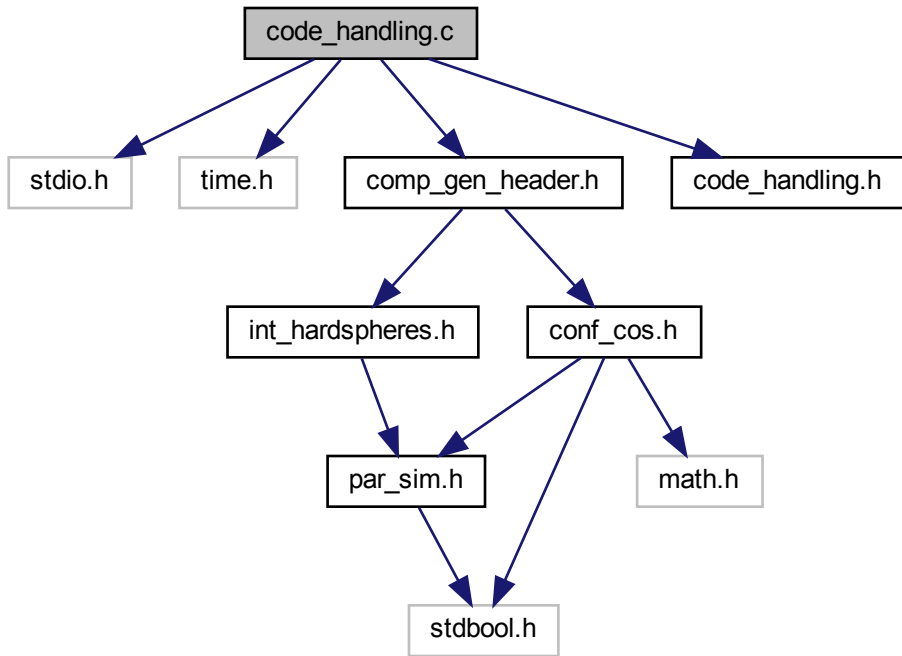 code_handling.c
stdio.h
time.h
comp_gen_header.h
code_handling.h
int_hardspheres.h
conf_cos.h
par_sim.h
math.h
stdbool.h